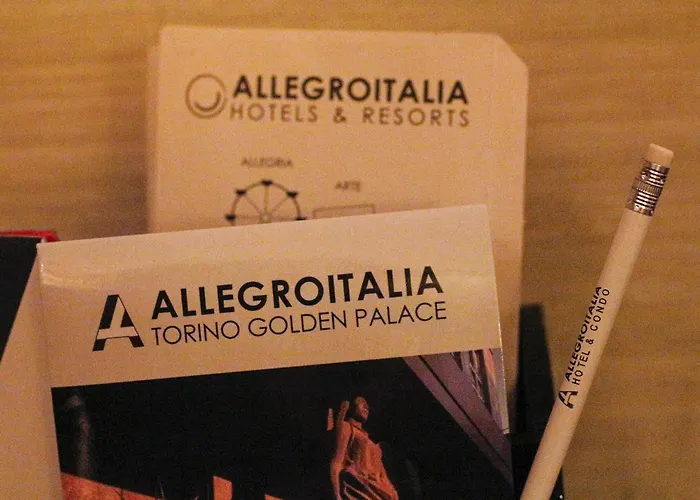 ALLEGROITALIA
HOTELS & RESORTS
ALLEGRIA
ARTE
ALLEGROITALIA
TORINO GOLDEN PALACE
ALLEGROITALIA
HOTEL & CONDO